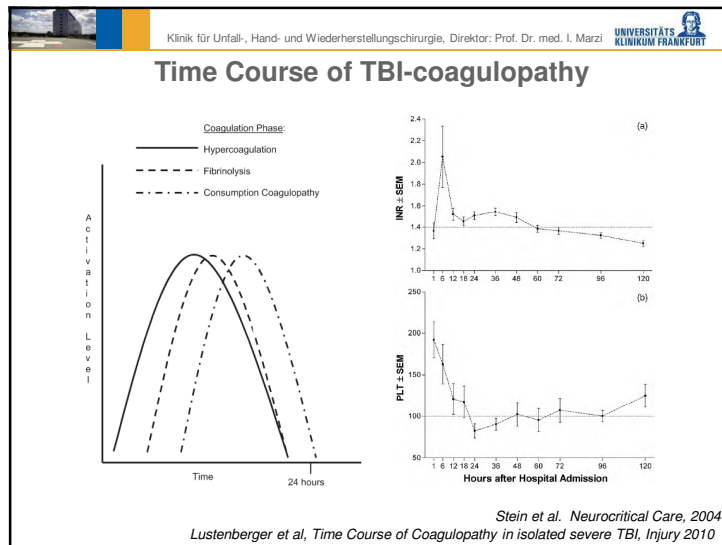 Klinik für Unfall-, Hand- und Wiederherstellungschirurgie, Direktor: Prof. Dr. med. I. Marzi
UNIVERSITÄTS
KLINIKUM FRANKFURT
Time Course of TBI-coagulopathy
Coagulation Phase:
Hypercoagulation
Fibrinolysis
Consumption Coagulopathy
Activation Level
Time
24 hours
(a)
INR ± SEM
2.4
2.2
2.0
1.8
1.6
1.4
1.2
1.0
1 6 12 18 24 36 48 60 72 96 120
(b)
PLT ± SEM
250
200
150
100
50
1 6 12 18 24 36 48 60 72 96 120
Hours after Hospital Admission
Stein et al. Neurocritical Care, 2004
Lustenberger et al, Time Course of Coagulopathy in isolated severe TBI, Injury 2010